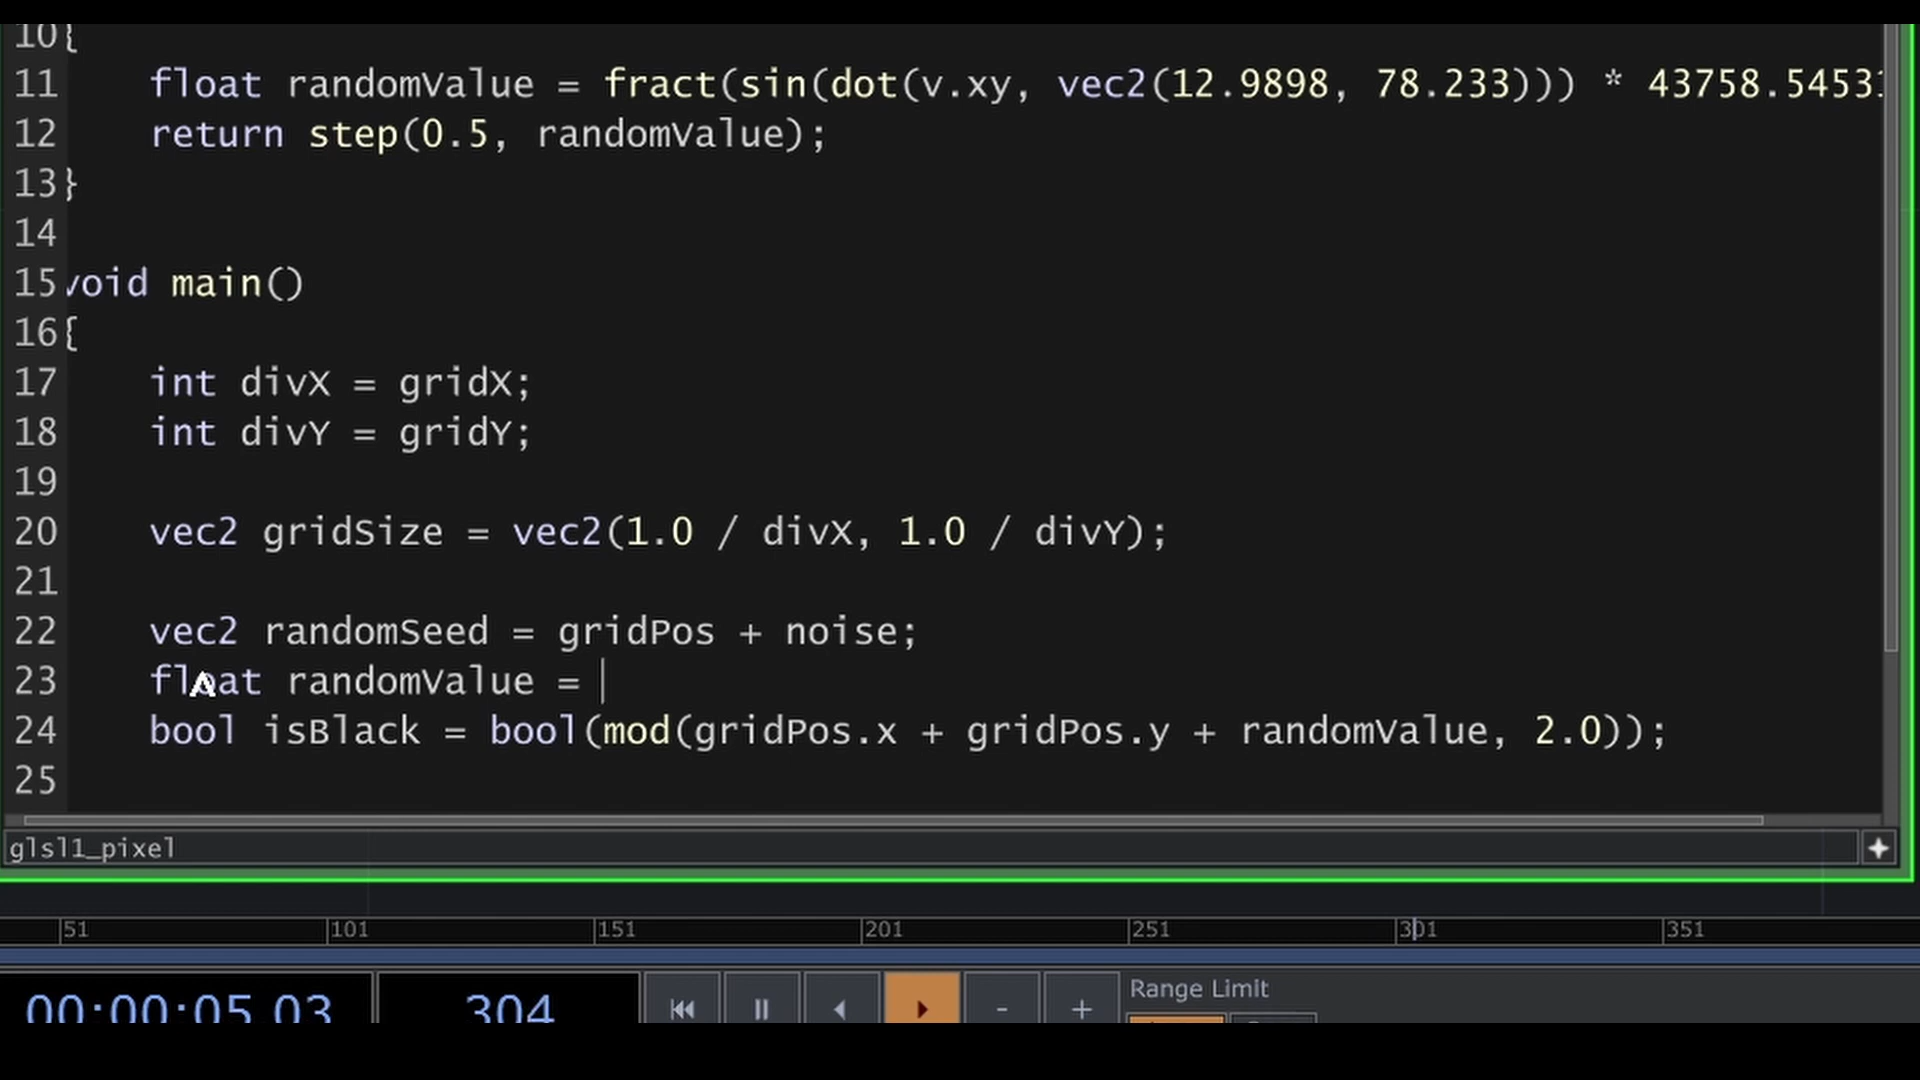 10{
11 float randomValue = fract(sin(dot(v.xy, vec2(12.9898, 78.233))) * 43758.54531
12 return step(0.5, randomValue);
13}
14
15void main()
16{
17 int divX = gridX;
18 int divY = gridY;
19
20 vec2 gridSize = vec2(1.0 / divX, 1.0 / divY);
21
22 vec2 randomSeed = gridPos + noise;
23 float randomValue =
24 bool isBlack = bool(mod(gridPos.x + gridPos.y + randomValue, 2.0));
25
glsl1_pixel
51 101 151 201 251 301 351
00:00:05.03 304 - + Range Limit